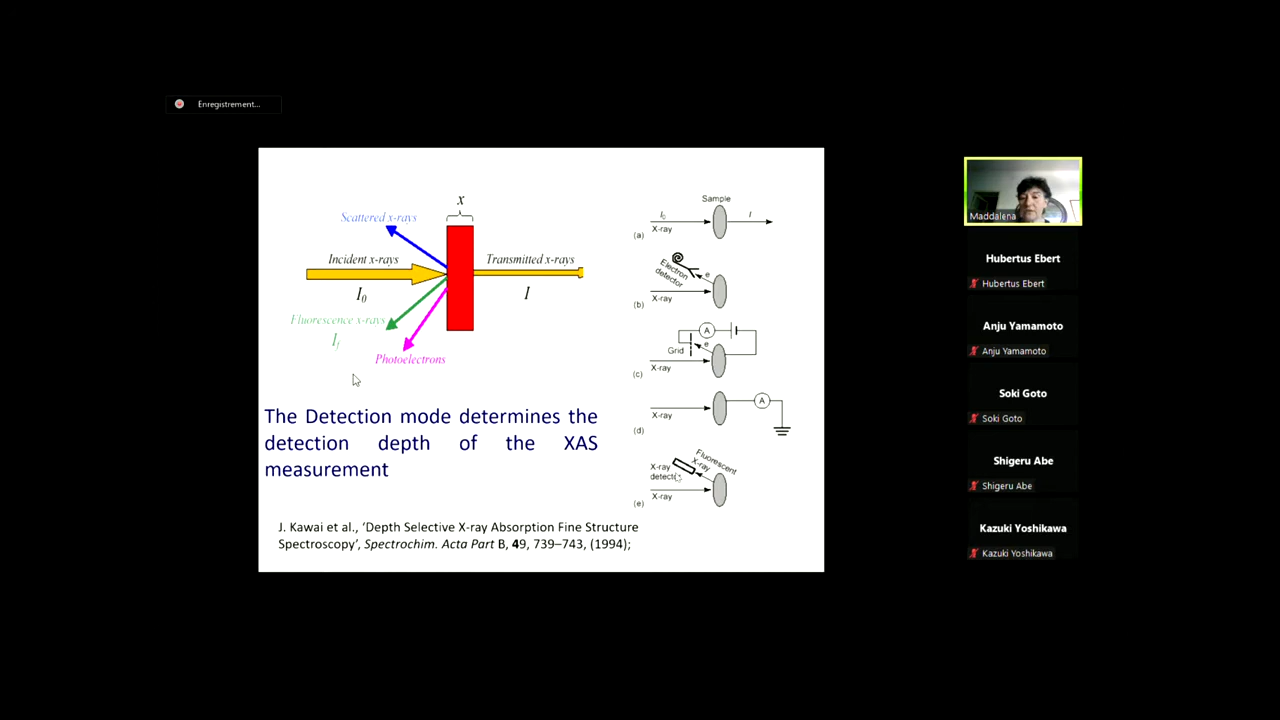 Enregistrement...
x
Scattered x-rays
Incident x-rays
I0
Transmitted x-rays
I
Fluorescence x-rays
If
Photoelectrons
The Detection mode determines the
detection depth of the XAS
measurement
J. Kawai et al., ‘Depth Selective X-ray Absorption Fine Structure
Spectroscopy’, Spectrochim. Acta Part B, 49, 739–743, (1994);
Sample
I0
I
X-ray
(a)
Electron
detector
e
X-ray
(b)
A
Grid
e
X-ray
(c)
A
X-ray
(d)
Fluorescent
X-ray
X-ray
detector
X-ray
(e)
Maddalena
Hubertus Ebert
Hubertus Ebert
Anju Yamamoto
Anju Yamamoto
Soki Goto
Soki Goto
Shigeru Abe
Shigeru Abe
Kazuki Yoshikawa
Kazuki Yoshikawa